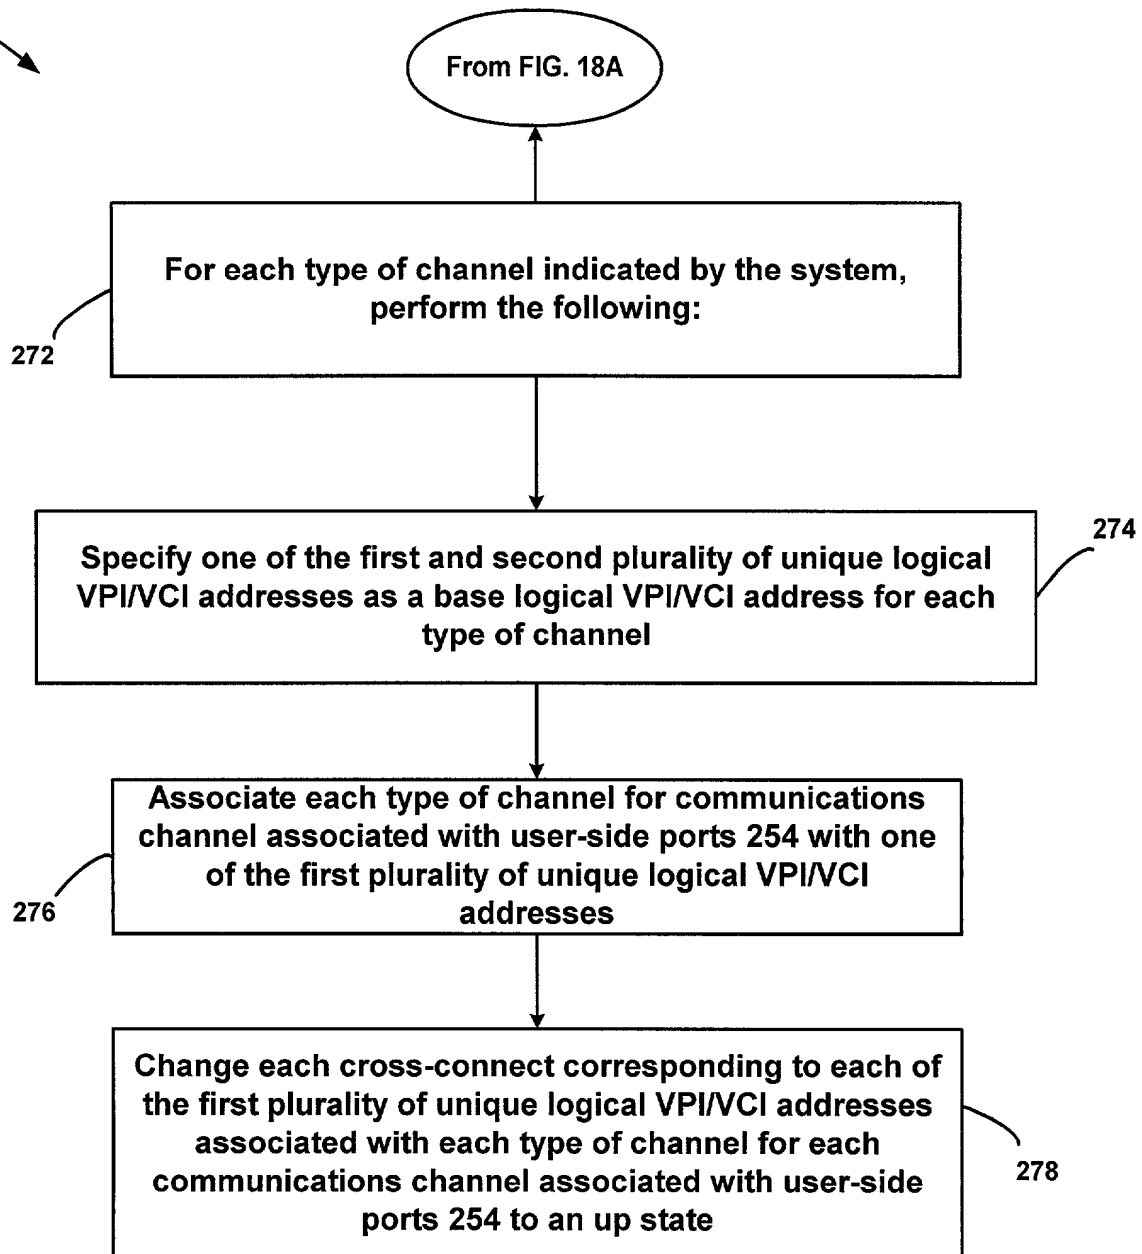 From FIG. 18A
For each type of channel indicated by the system,
perform the following:
272
Specify one of the first and second plurality of unique logical
VPI/VCI addresses as a base logical VPI/VCI address for each
type of channel
274
Associate each type of channel for communications
channel associated with user-side ports 254 with one
of the first plurality of unique logical VPI/VCI
addresses
276
Change each cross-connect corresponding to each of
the first plurality of unique logical VPI/VCI addresses
associated with each type of channel for each
communications channel associated with user-side
ports 254 to an up state
278